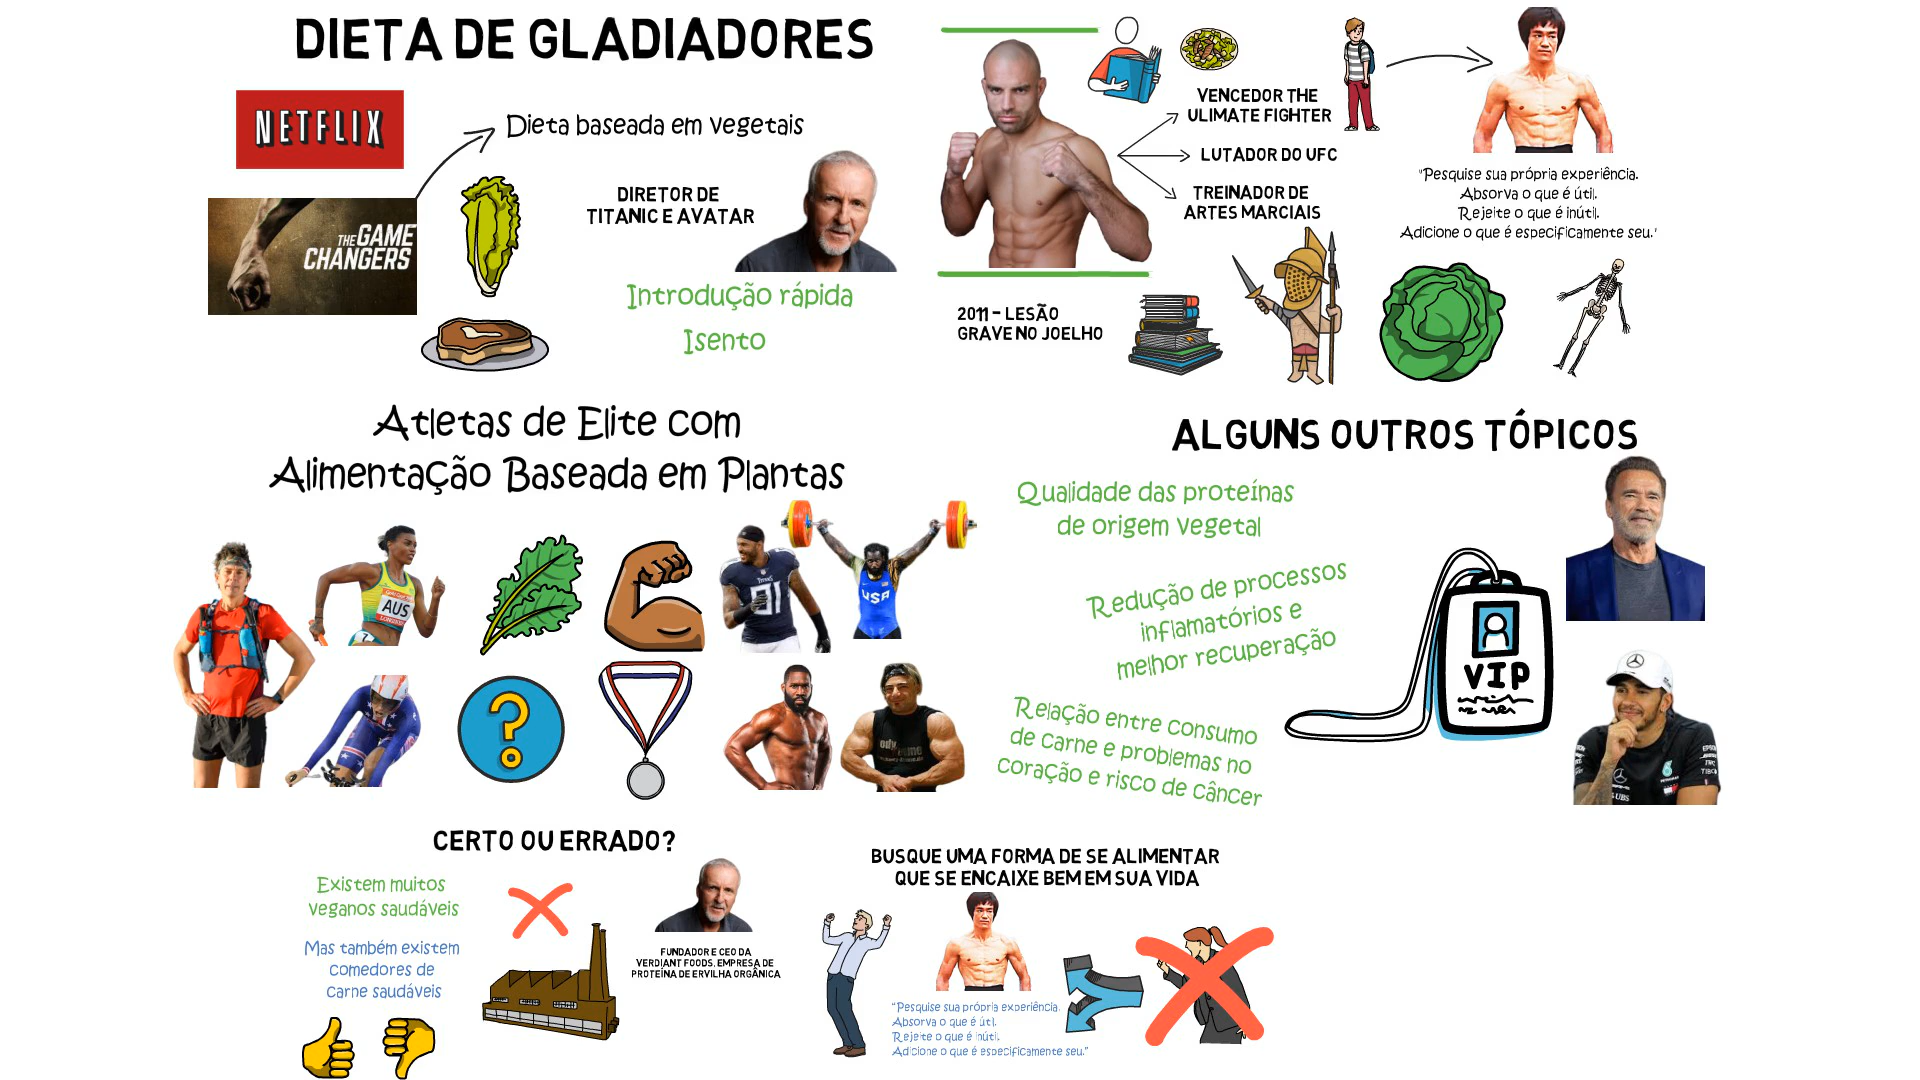 DIETA DE GLADIADORES
NETFLIX
Dieta baseada em vegetais
THE GAME
CHANGERS
DIRETOR DE
TITANIC E AVATAR
Introdução rápida
Isento
VENCEDOR THE
ULIMATE FIGHTER
LUTADOR DO UFC
TREINADOR DE
ARTES MARCIAIS
2011 - LESÃO
GRAVE NO JOELHO
"Pesquise sua própria experiência.
Absorva o que é útil.
Rejeite o que é inútil.
Adicione o que é especificamente seu."
Atletas de Elite com
Alimentação Baseada em Plantas
AUS
TITANS
91
USA
ALGUNS OUTROS TÓPICOS
Qualidade das proteínas
de origem vegetal
Redução de processos
inflamatórios e
melhor recuperação
Relação entre consumo
de carne e problemas no
coração e risco de câncer
VIP
CERTO OU ERRADO?
Existem muitos
veganos saudáveis
Mas também existem
comedores de
carne saudáveis
FUNDADOR E CEO DA
VERDIANT FOODS, EMPRESA DE
PROTEÍNA DE ERVILHA ORGÂNICA
BUSQUE UMA FORMA DE SE ALIMENTAR
QUE SE ENCAIXE BEM EM SUA VIDA
"Pesquise sua própria experiência.
Absorva o que é útil.
Rejeite o que é inútil.
Adicione o que é especificamente seu."